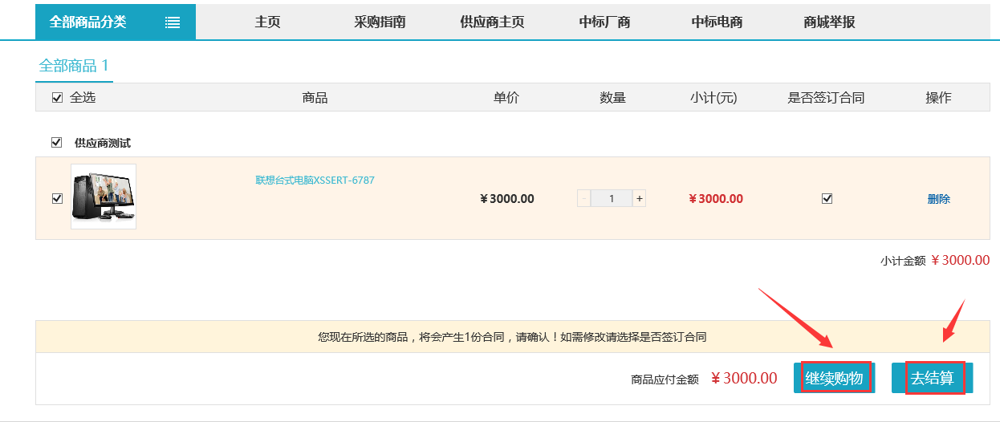 全部商品分类 主页 采购指南 供应商主页 中标厂商 中标电商 商城举报
全部商品 1
全选 商品 单价 数量 小计(元) 是否签订合同 操作
供应商测试
联想台式电脑XSSERT-6787
¥3000.00 - 1 + ¥3000.00 删除
小计金额 ¥3000.00
您现在所选的商品，将会产生1份合同，请确认！如需修改请选择是否签订合同
商品应付金额 ¥3000.00 继续购物 去结算